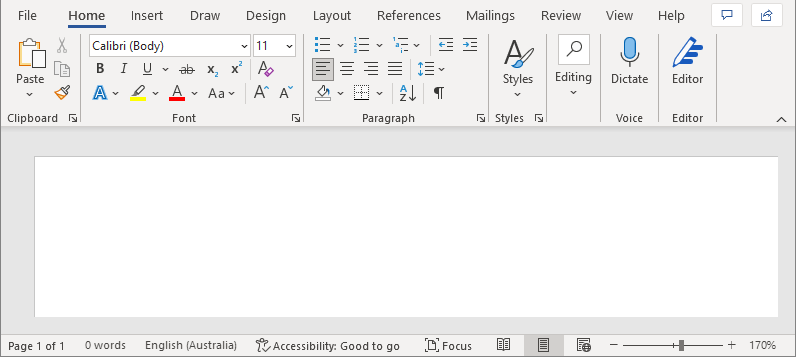 File Home Insert Draw Design Layout References Mailings Review View Help
Calibri (Body) 11
B I U ab x₂ x² A
A A Aa A A
Paste
Styles
Editing
Dictate
Editor
A Z ¶
Clipboard Font Paragraph Styles Voice Editor
Page 1 of 1 0 words English (Australia) Accessibility: Good to go Focus 170%